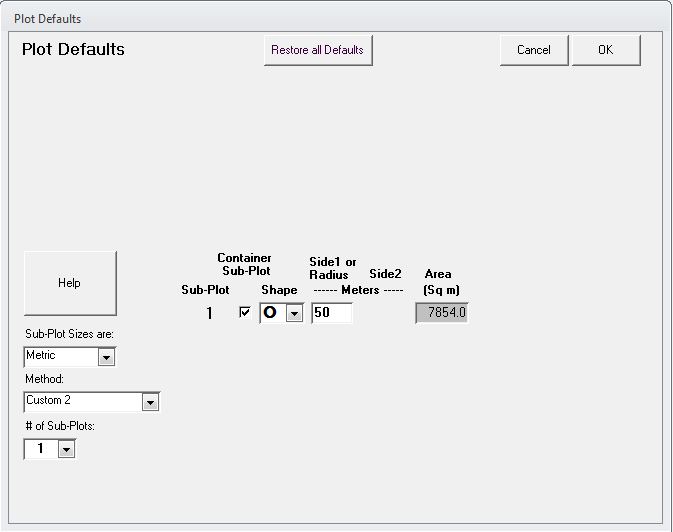 Plot Defaults
Plot Defaults
Restore all Defaults
Cancel
OK
Help
Container
Sub-Plot
Side1 or
Radius
Side2
Area
Sub-Plot
Shape
------ Meters -----
(Sq m)
1
O
50
7854.0
Sub-Plot Sizes are:
Metric
Method:
Custom 2
# of Sub-Plots:
1